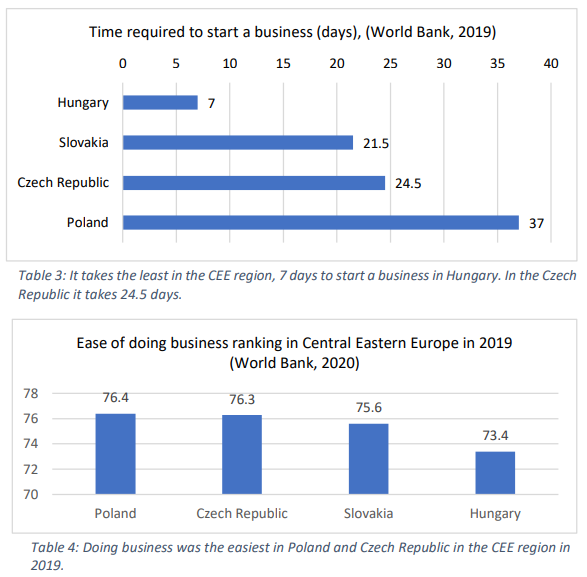 Time required to start a business (days), (World Bank, 2019)
0 5 10 15 20 25 30 35 40
Hungary 7
Slovakia 21.5
Czech Republic 24.5
Poland 37
Table 3: It takes the least in the CEE region, 7 days to start a business in Hungary. In the Czech
Republic it takes 24.5 days.
Ease of doing business ranking in Central Eastern Europe in 2019
(World Bank, 2020)
78
76
74
72
70
76.4 76.3 75.6 73.4
Poland Czech Republic Slovakia Hungary
Table 4: Doing business was the easiest in Poland and Czech Republic in the CEE region in
2019.